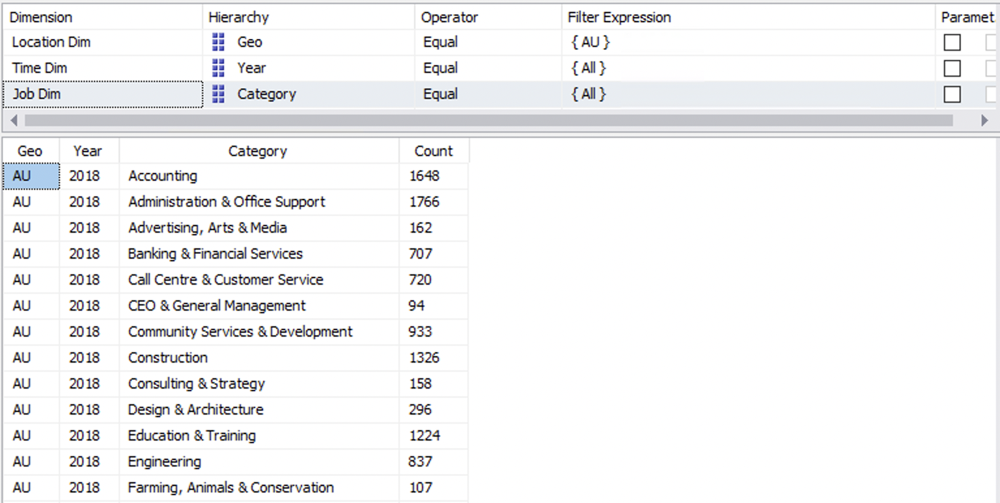 Dimension Hierarchy Operator Filter Expression Paramet
Location Dim Geo Equal { AU }
Time Dim Year Equal { All }
Job Dim Category Equal { All }
Geo Year Category Count
AU 2018 Accounting 1648
AU 2018 Administration & Office Support 1766
AU 2018 Advertising, Arts & Media 162
AU 2018 Banking & Financial Services 707
AU 2018 Call Centre & Customer Service 720
AU 2018 CEO & General Management 94
AU 2018 Community Services & Development 933
AU 2018 Construction 1326
AU 2018 Consulting & Strategy 158
AU 2018 Design & Architecture 296
AU 2018 Education & Training 1224
AU 2018 Engineering 837
AU 2018 Farming, Animals & Conservation 107